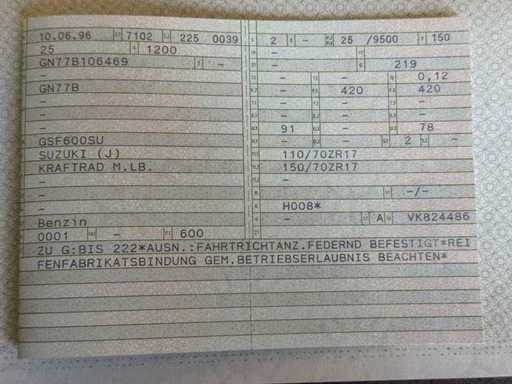 10.06.96 7102 225 0039 2 - 25 /9500 150
25 1200 - 
GN77B106469 - - 219
- - - 0,12
GN77B - - 420 420
- - - -
- 91 - 78
- - - 2 -
GSF600SU
SUZUKI (J) 110/70ZR17
KRAFTRAD M.LB. 150/70ZR17
- -
- - -/-
- H008*
Benzin - A VK824486
0001 - 600
ZU G:BIS 222*AUSN.:FAHRTRICHTANZ.FEDERND BEFESTIGT*REI
FENFABRIKATSBINDUNG GEM.BETRIEBSERLAUBNIS BEACHTEN*